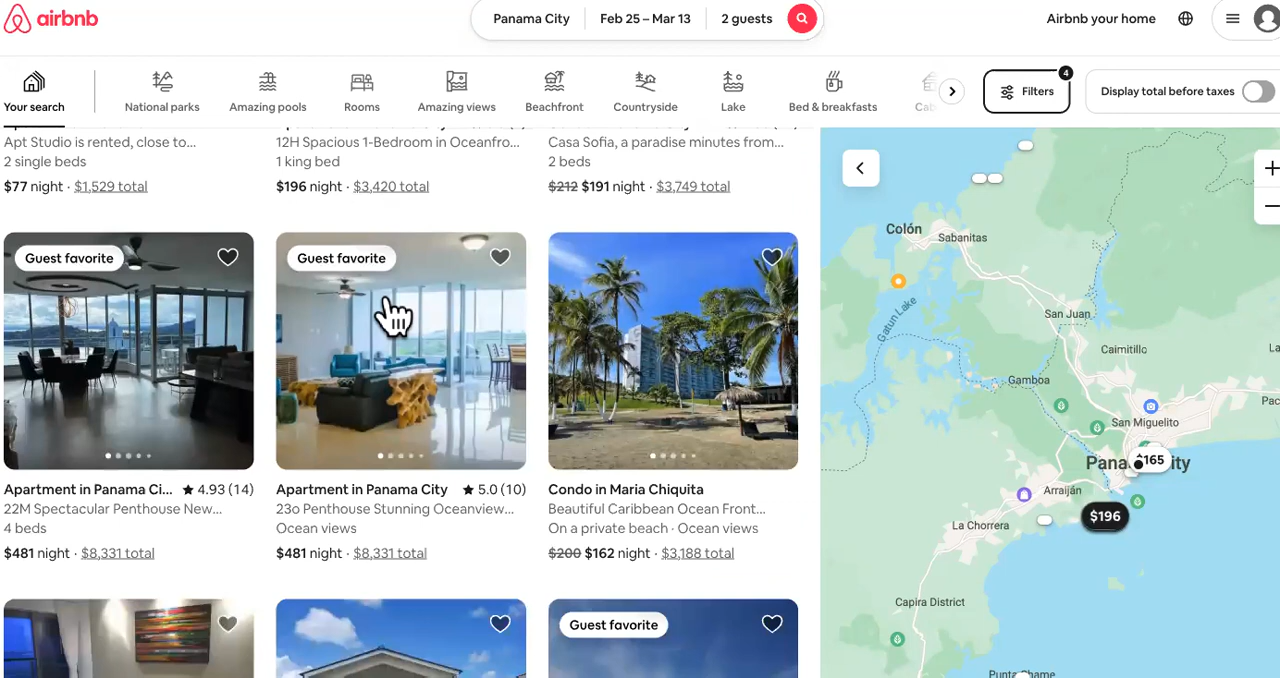 airbnb
Panama City
Feb 25 – Mar 13
2 guests
Airbnb your home
Your search
National parks
Amazing pools
Rooms
Amazing views
Beachfront
Countryside
Lake
Bed & breakfasts
Filters
4
Display total before taxes
Apt Studio is rented, close to...
2 single beds
$77 night · $1,529 total
12H Spacious 1-Bedroom in Oceanfro...
1 king bed
$196 night · $3,420 total
Casa Sofia, a paradise minutes from...
2 beds
$212 $191 night · $3,749 total
Guest favorite
Apartment in Panama Ci... ★ 4.93 (14)
22M Spectacular Penthouse New...
4 beds
$481 night · $8,331 total
Guest favorite
Apartment in Panama City ★ 5.0 (10)
23o Penthouse Stunning Oceanview...
Ocean views
$481 night · $8,331 total
Condo in Maria Chiquita
Beautiful Caribbean Ocean Front...
On a private beach · Ocean views
$200 $162 night · $3,188 total
Guest favorite
Colón
Sabanitas
Gatun Lake
San Juan
Caimitillo
La
Gamboa
Pac
San Miguelito
$165
Arraiján
$196
La Chorrera
Capira District
Punta Chame